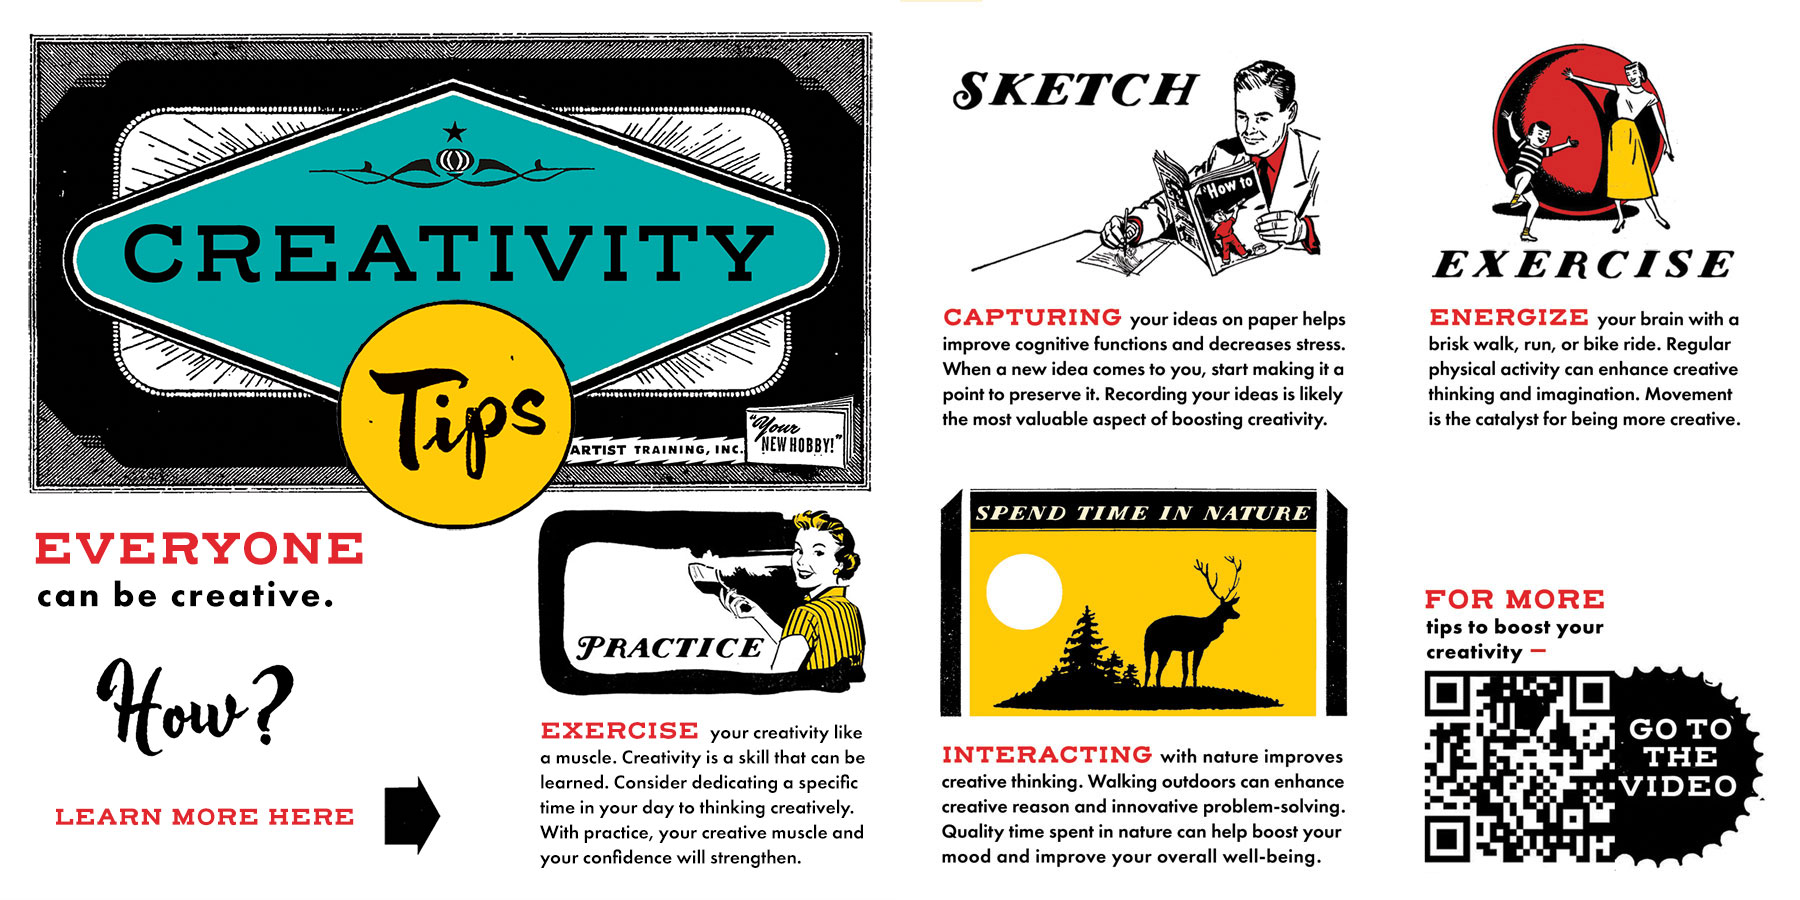 CREATIVITY
Tips
ARTIST TRAINING, INC.
"Your
NEW HOBBY!"
EVERYONE
can be creative.
How?
LEARN MORE HERE
PRACTICE
EXERCISE your creativity like
a muscle. Creativity is a skill that can be
learned. Consider dedicating a specific
time in your day to thinking creatively.
With practice, your creative muscle and
your confidence will strengthen.
SKETCH
"How to
CAPTURING your ideas on paper helps
improve cognitive functions and decreases stress.
When a new idea comes to you, start making it a
point to preserve it. Recording your ideas is likely
the most valuable aspect of boosting creativity.
SPEND TIME IN NATURE
INTERACTING with nature improves
creative thinking. Walking outdoors can enhance
creative reason and innovative problem-solving.
Quality time spent in nature can help boost your
mood and improve your overall well-being.
EXERCISE
ENERGIZE your brain with a
brisk walk, run, or bike ride. Regular
physical activity can enhance creative
thinking and imagination. Movement
is the catalyst for being more creative.
FOR MORE
tips to boost your
creativity —
GO TO
THE
VIDEO